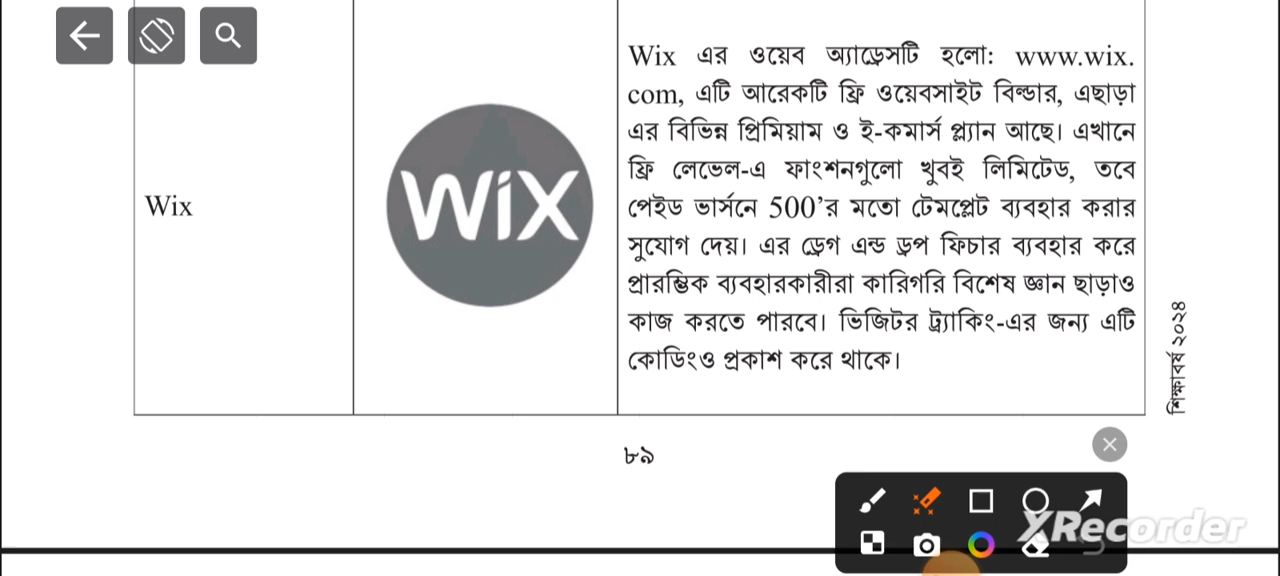 Wix এর ওয়েব অ্যাড্রেসটি হলো: www.wix.
com, এটি আরেকটি ফ্রি ওয়েবসাইট বিল্ডার, এছাড়া
এর বিভিন্ন প্রিমিয়াম ও ই-কমার্স প্ল্যান আছে। এখানে
ফ্রি লেভেল-এ ফাংশনগুলো খুবই লিমিটেড, তবে
পেইড ভার্সনে 500’র মতো টেমপ্লেট ব্যবহার করার
সুযোগ দেয়। এর ড্রেগ এন্ড ড্রপ ফিচার ব্যবহার করে
প্রারম্ভিক ব্যবহারকারীরা কারিগরি বিশেষ জ্ঞান ছাড়াও
কাজ করতে পারবে। ভিজিটর ট্র্যাকিং-এর জন্য এটি
কোডিংও প্রকাশ করে থাকে।
Wix
WiX
শিক্ষাবর্ষ ২০২৪
৮৯
XRecorder